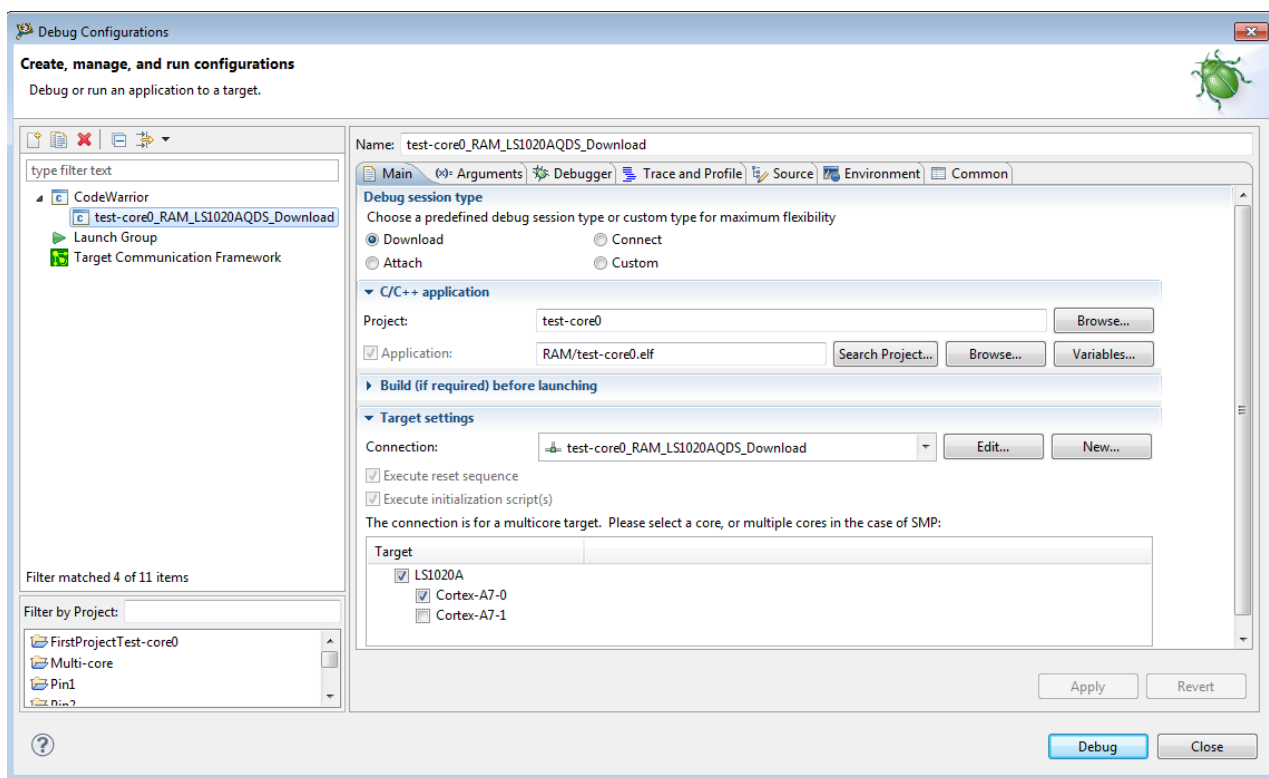 Debug Configurations
Create, manage, and run configurations
Debug or run an application to a target.
type filter text
CodeWarrior
test-core0_RAM_LS1020AQDS_Download
Launch Group
Target Communication Framework
Filter matched 4 of 11 items
Filter by Project:
FirstProjectTest-core0
Multi-core
Pin1
Pin2
Name: test-core0_RAM_LS1020AQDS_Download
Main (x)= Arguments Debugger Trace and Profile Source Environment Common
Debug session type
Choose a predefined debug session type or custom type for maximum flexibility
Download Connect
Attach Custom
C/C++ application
Project: test-core0 Browse...
Application: RAM/test-core0.elf Search Project... Browse... Variables...
Build (if required) before launching
Target settings
Connection: test-core0_RAM_LS1020AQDS_Download Edit... New...
Execute reset sequence
Execute initialization script(s)
The connection is for a multicore target. Please select a core, or multiple cores in the case of SMP:
Target
LS1020A
Cortex-A7-0
Cortex-A7-1
Apply Revert
Debug Close